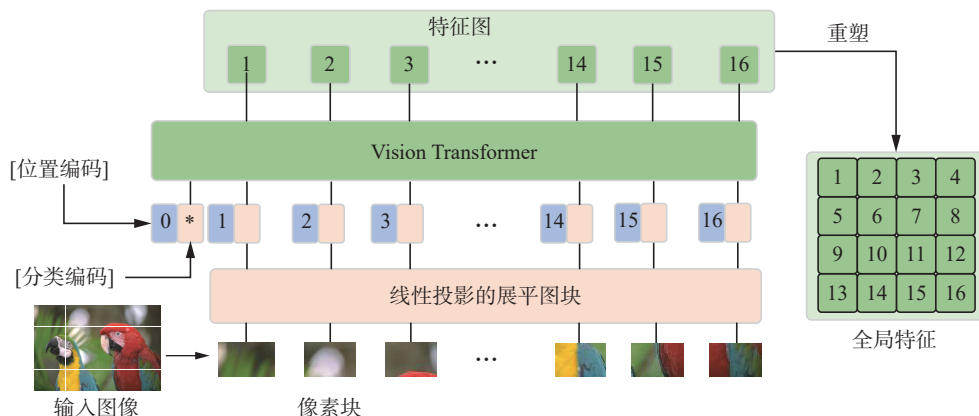 特征图
重塑
1 2 3 ··· 14 15 16
Vision Transformer
[位置编码]
0 * 1 2 3 ··· 14 15 16
[分类编码]
线性投影的展平图块
···
输入图像
像素块
1 2 3 4
5 6 7 8
9 10 11 12
13 14 15 16
全局特征